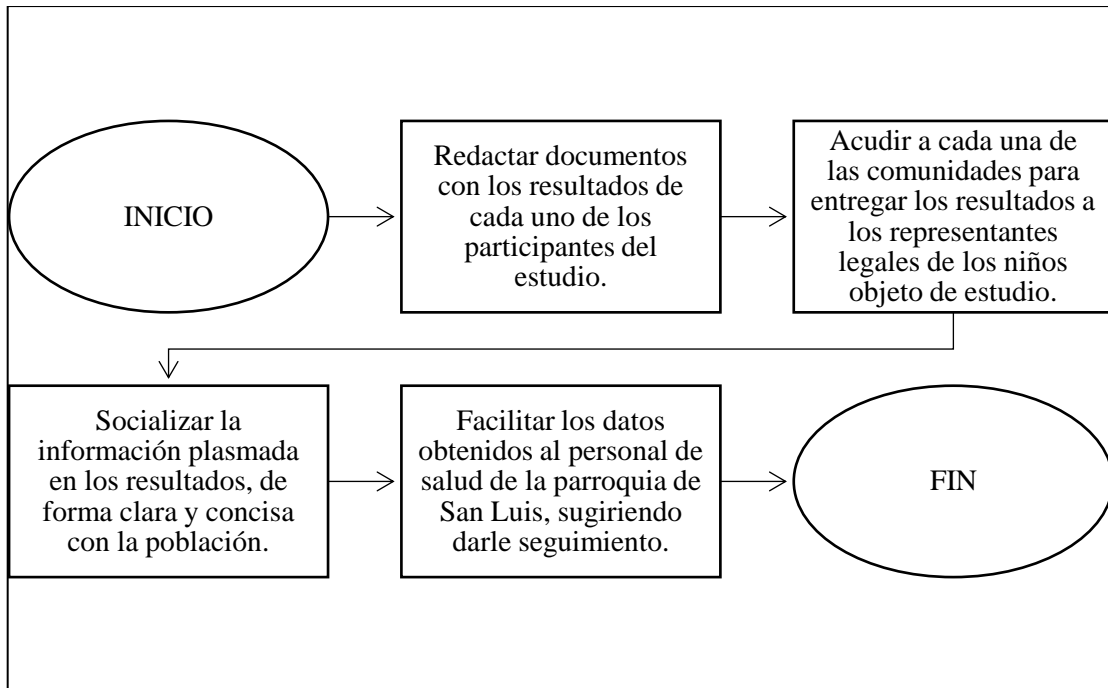 INICIO
Redactar documentos
con los resultados de
cada uno de los
participantes del
estudio.
Acudir a cada una de
las comunidades para
entregar los resultados a
los representantes
legales de los niños
objeto de estudio.
Socializar la
información plasmada
en los resultados, de
forma clara y concisa
con la población.
Facilitar los datos
obtenidos al personal de
salud de la parroquia de
San Luis, sugiriendo
darle seguimiento.
FIN